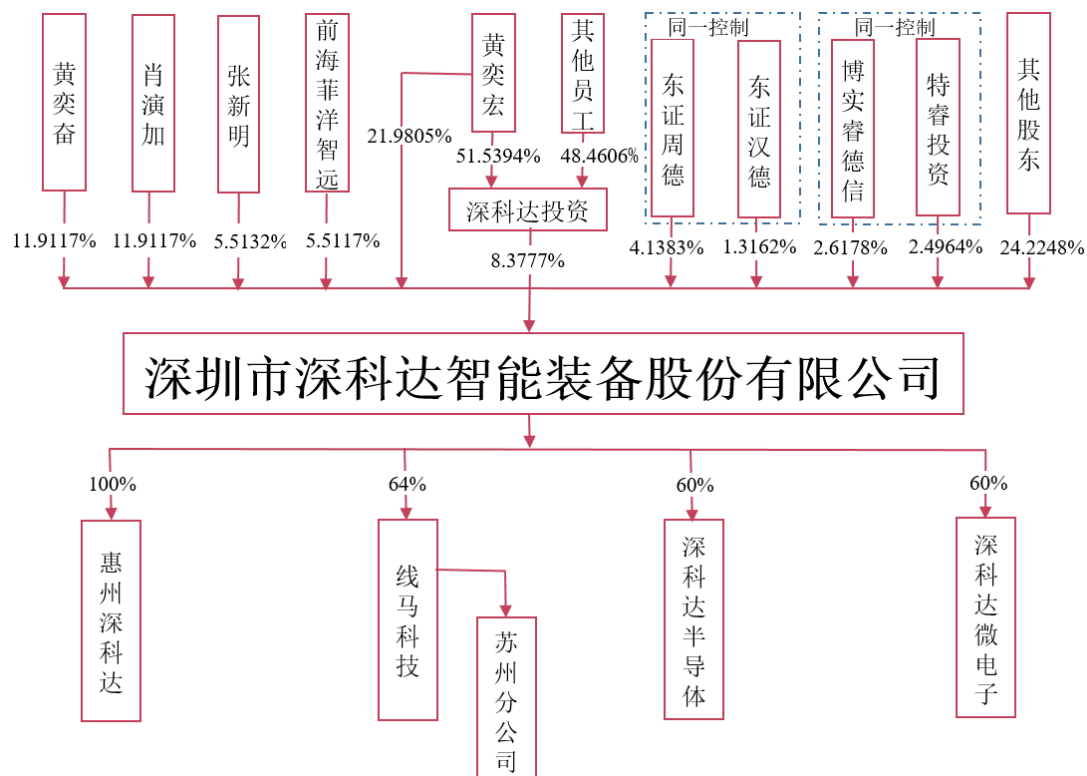 同一控制
同一控制
黄奕奋
肖演加
张新明
前海菲洋智远
黄奕宏
其他员工
东证周德
东证汉德
博实睿德信
特睿投资
其他股东
21.9805%
51.5394%
48.4606%
深科达投资
11.9117%
11.9117%
5.5132%
5.5117%
8.3777%
4.1383%
1.3162%
2.6178%
2.4964%
24.2248%
深圳市深科达智能装备股份有限公司
100%
64%
60%
60%
惠州深科达
线马科技
深科达半导体
深科达微电子
苏州分公司